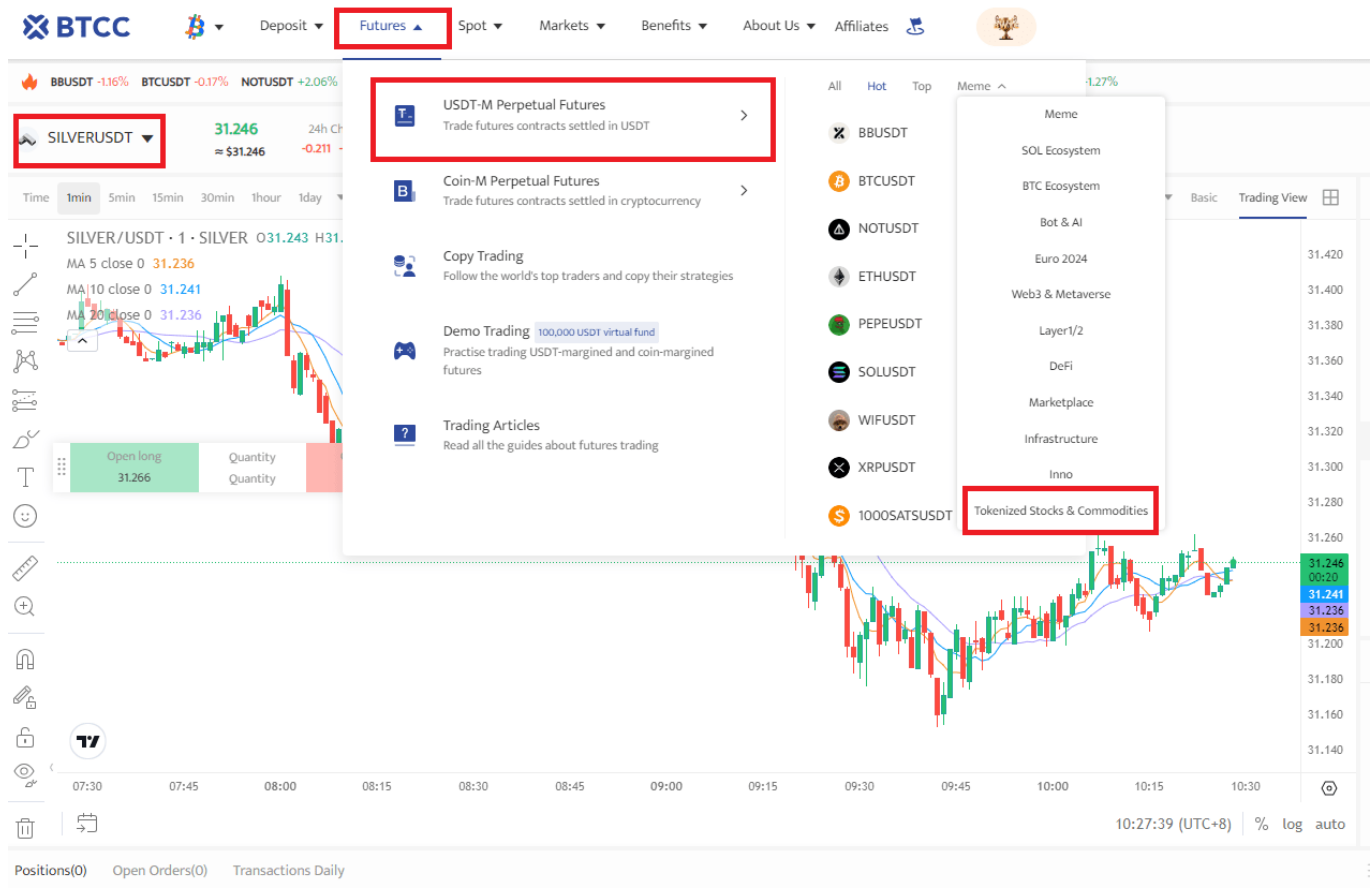 BTCC
Deposit
Futures
Spot
Markets
Benefits
About Us
Affiliates
BBUSDT -1.16% BTCUSDT -0.17% NOTUSDT +2.06%
-1.27%
SILVERUSDT
31.246
≈ $31.246
24h Ch
-0.211
Time 1min 5min 15min 30min 1hour 1day
Basic Trading View
SILVER/USDT · 1 · SILVER O31.243 H31.
MA 5 close 0 31.236
MA 10 close 0 31.241
MA 20 close 0 31.236
Open long
31.266
Quantity
Quantity
USDT-M Perpetual Futures
Trade futures contracts settled in USDT
Coin-M Perpetual Futures
Trade futures contracts settled in cryptocurrency
Copy Trading
Follow the world's top traders and copy their strategies
Demo Trading 100,000 USDT virtual fund
Practise trading USDT-margined and coin-margined
futures
Trading Articles
Read all the guides about futures trading
All Hot Top Meme
BBUSDT
BTCUSDT
NOTUSDT
ETHUSDT
PEPEUSDT
SOLUSDT
WIFUSDT
XRPUSDT
1000SATSUSDT
Meme
SOL Ecosystem
BTC Ecosystem
Bot & AI
Euro 2024
Web3 & Metaverse
Layer1/2
DeFi
Marketplace
Infrastructure
Inno
Tokenized Stocks & Commodities
31.420
31.400
31.380
31.360
31.340
31.320
31.300
31.280
31.260
31.246
00:20
31.241
31.236
31.236
31.200
31.180
31.160
31.140
07:30 07:45 08:00 08:15 08:30 08:45 09:00 09:15 09:30 09:45 10:00 10:15 10:30
10:27:39 (UTC+8) % log auto
Positions(0) Open Orders(0) Transactions Daily